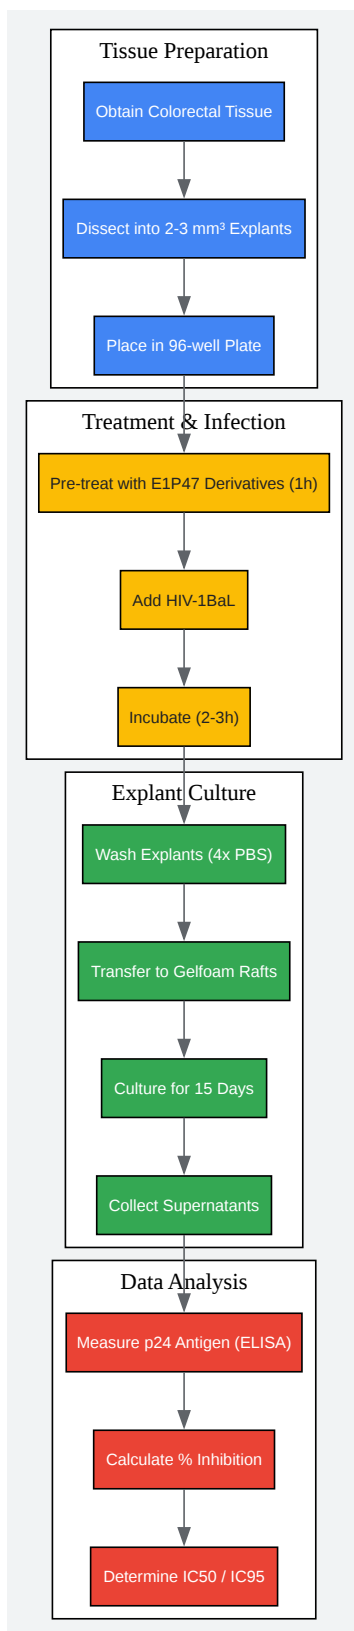 Tissue Preparation
Obtain Colorectal Tissue
Dissect into 2-3 mm³ Explants
Place in 96-well Plate
Treatment & Infection
Pre-treat with E1P47 Derivatives (1h)
Add HIV-1BaL
Incubate (2-3h)
Explant Culture
Wash Explants (4x PBS)
Transfer to Gelfoam Rafts
Culture for 15 Days
Collect Supernatants
Data Analysis
Measure p24 Antigen (ELISA)
Calculate % Inhibition
Determine IC50 / IC95